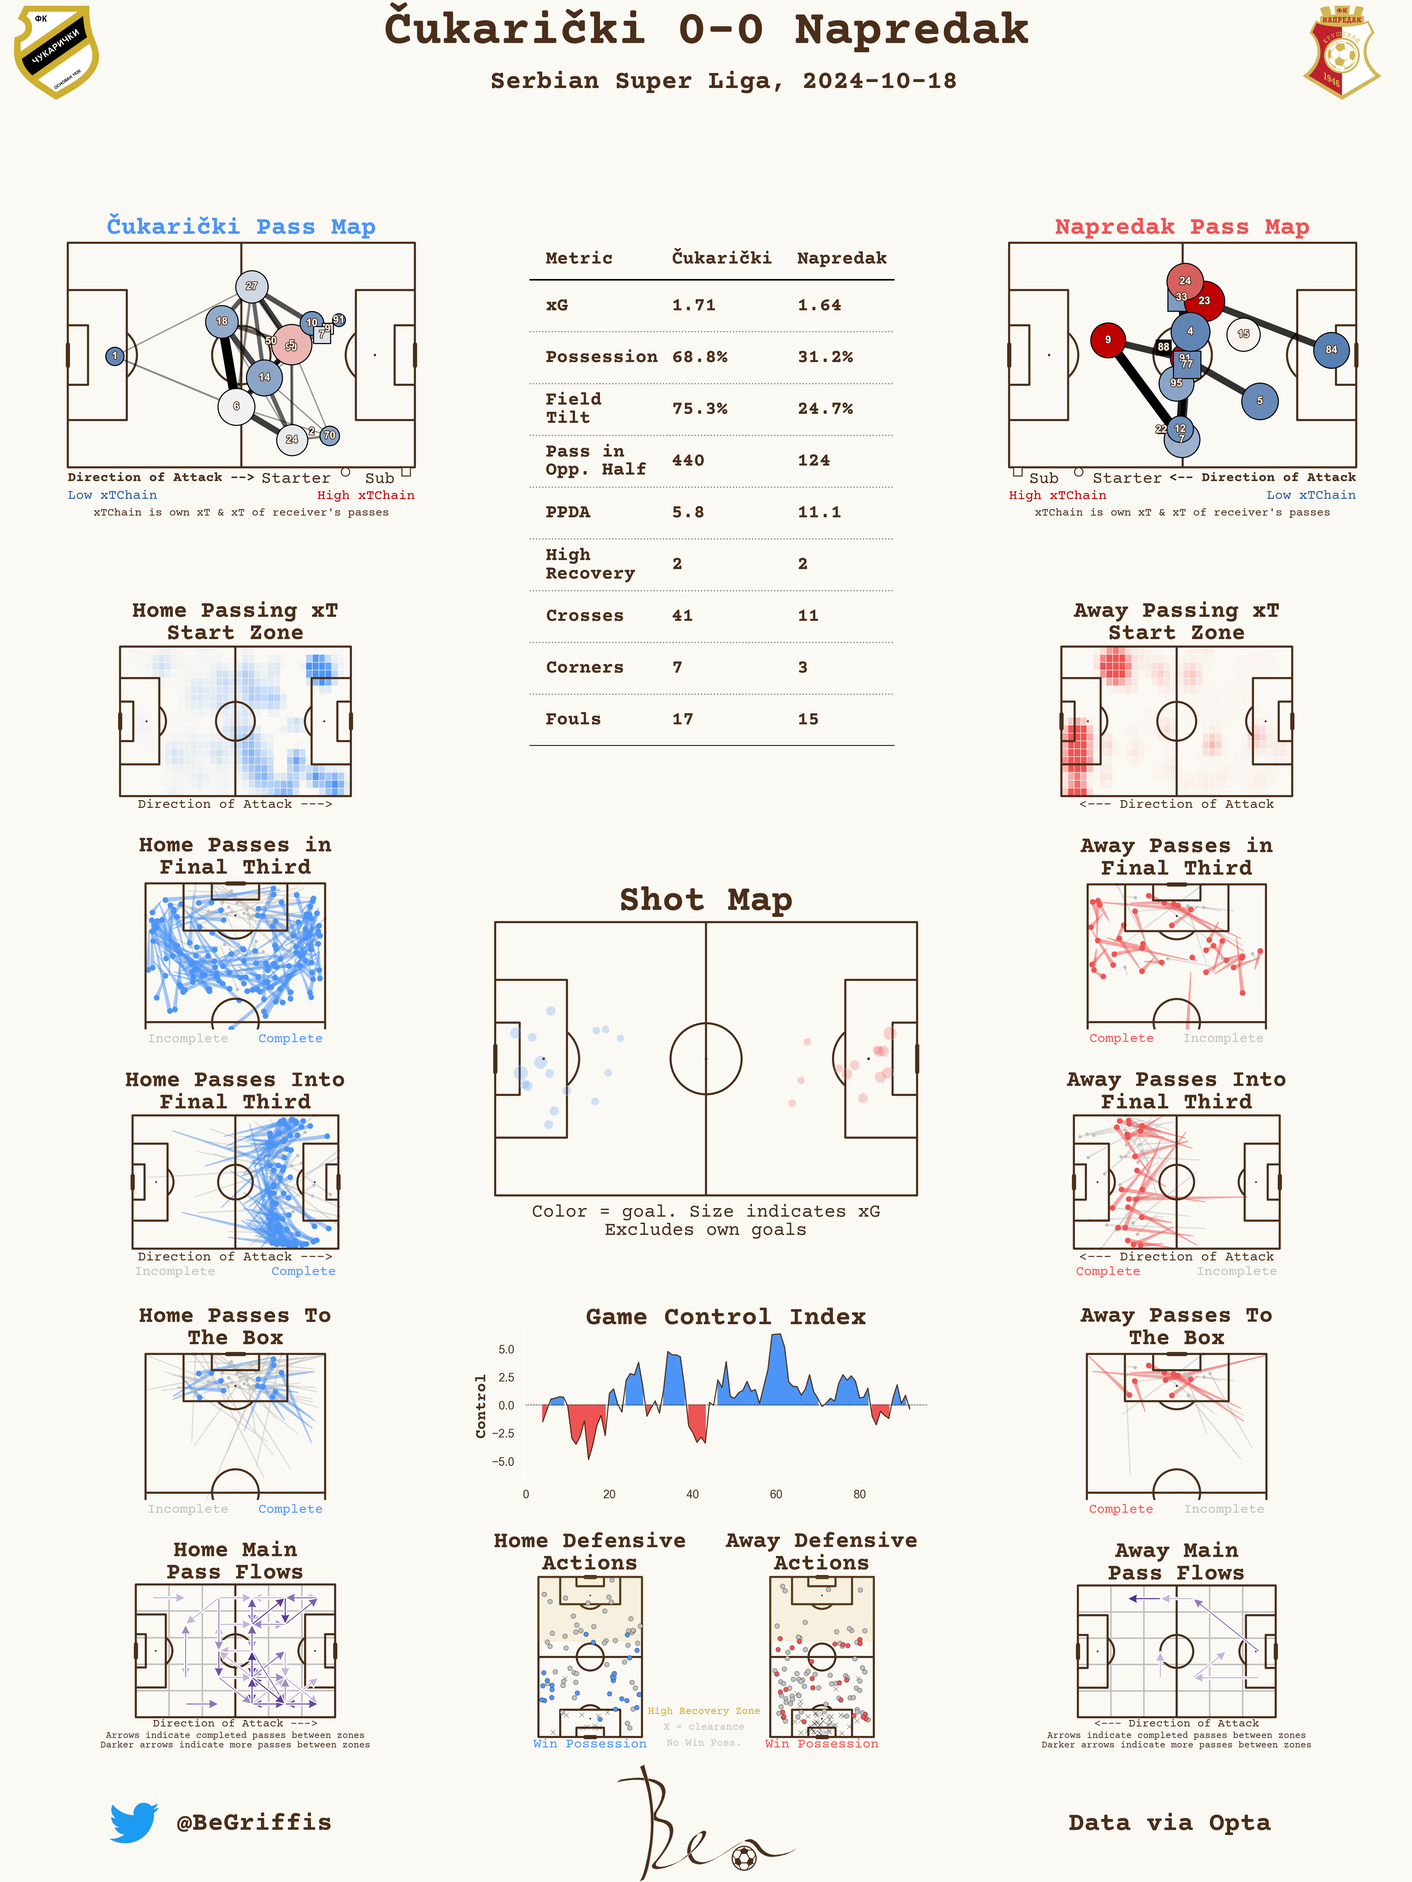 Čukarički 0-0 Napredak
Serbian Super Liga, 2024-10-18
ФК
ЧУКАРИЧКИ
ОСНОВАН 1926
ФК
НАПРЕДАК
КРУШЕВАЦ
1946
Čukarički Pass Map
27
18
10
91
9
7
50
5
1
14
6
24
2
70
Direction of Attack --> Starter Sub
Low xTChain High xTChain
xTChain is own xT & xT of receiver's passes
Metric Čukarički Napredak
xG 1.71 1.64
Possession 68.8% 31.2%
Field
Tilt 75.3% 24.7%
Pass in
Opp. Half 440 124
PPDA 5.8 11.1
High
Recovery 2 2
Crosses 41 11
Corners 7 3
Fouls 17 15
Napredak Pass Map
24
33
23
4
15
9
88
91
77
84
95
5
22
12
7
Sub Starter <-- Direction of Attack
High xTChain Low xTChain
xTChain is own xT & xT of receiver's passes
Home Passing xT
Start Zone
Direction of Attack --->
Away Passing xT
Start Zone
<--- Direction of Attack
Home Passes in
Final Third
Incomplete Complete
Away Passes in
Final Third
Complete Incomplete
Shot Map
Color = goal. Size indicates xG
Excludes own goals
Home Passes Into
Final Third
Direction of Attack --->
Incomplete Complete
Away Passes Into
Final Third
<--- Direction of Attack
Complete Incomplete
Home Passes To
The Box
Incomplete Complete
Game Control Index
Control
5.0
2.5
0.0
−2.5
−5.0
0 20 40 60 80
Away Passes To
The Box
Complete Incomplete
Home Main
Pass Flows
Direction of Attack --->
Arrows indicate completed passes between zones
Darker arrows indicate more passes between zones
Home Defensive
Actions
Win Possession
Away Defensive
Actions
Win Possession
High Recovery Zone
X = clearance
No Win Poss.
Away Main
Pass Flows
<--- Direction of Attack
Arrows indicate completed passes between zones
Darker arrows indicate more passes between zones
@BeGriffis
Ben
Data via Opta